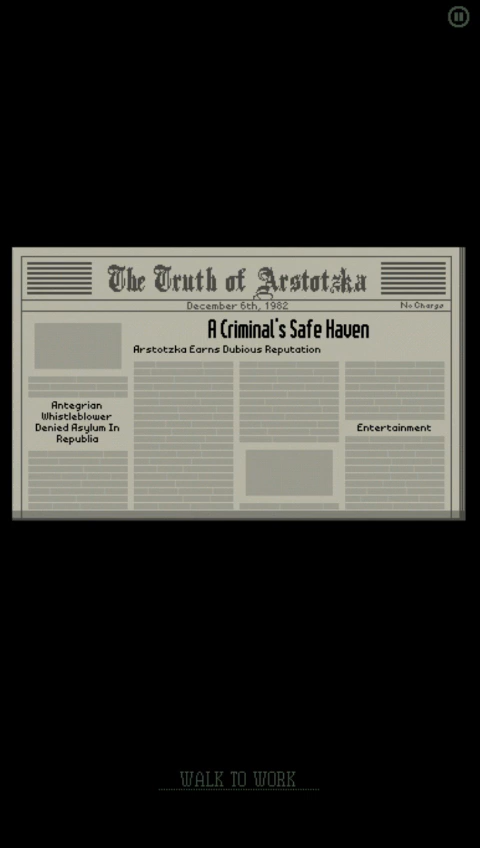 The Truth of Arstotzka
December 6th, 1982
No Charge
A Criminal's Safe Haven
Arstotzka Earns Dubious Reputation
Antegrian
Whistleblower
Denied Asylum In
Republia
Entertainment
WALK TO WORK